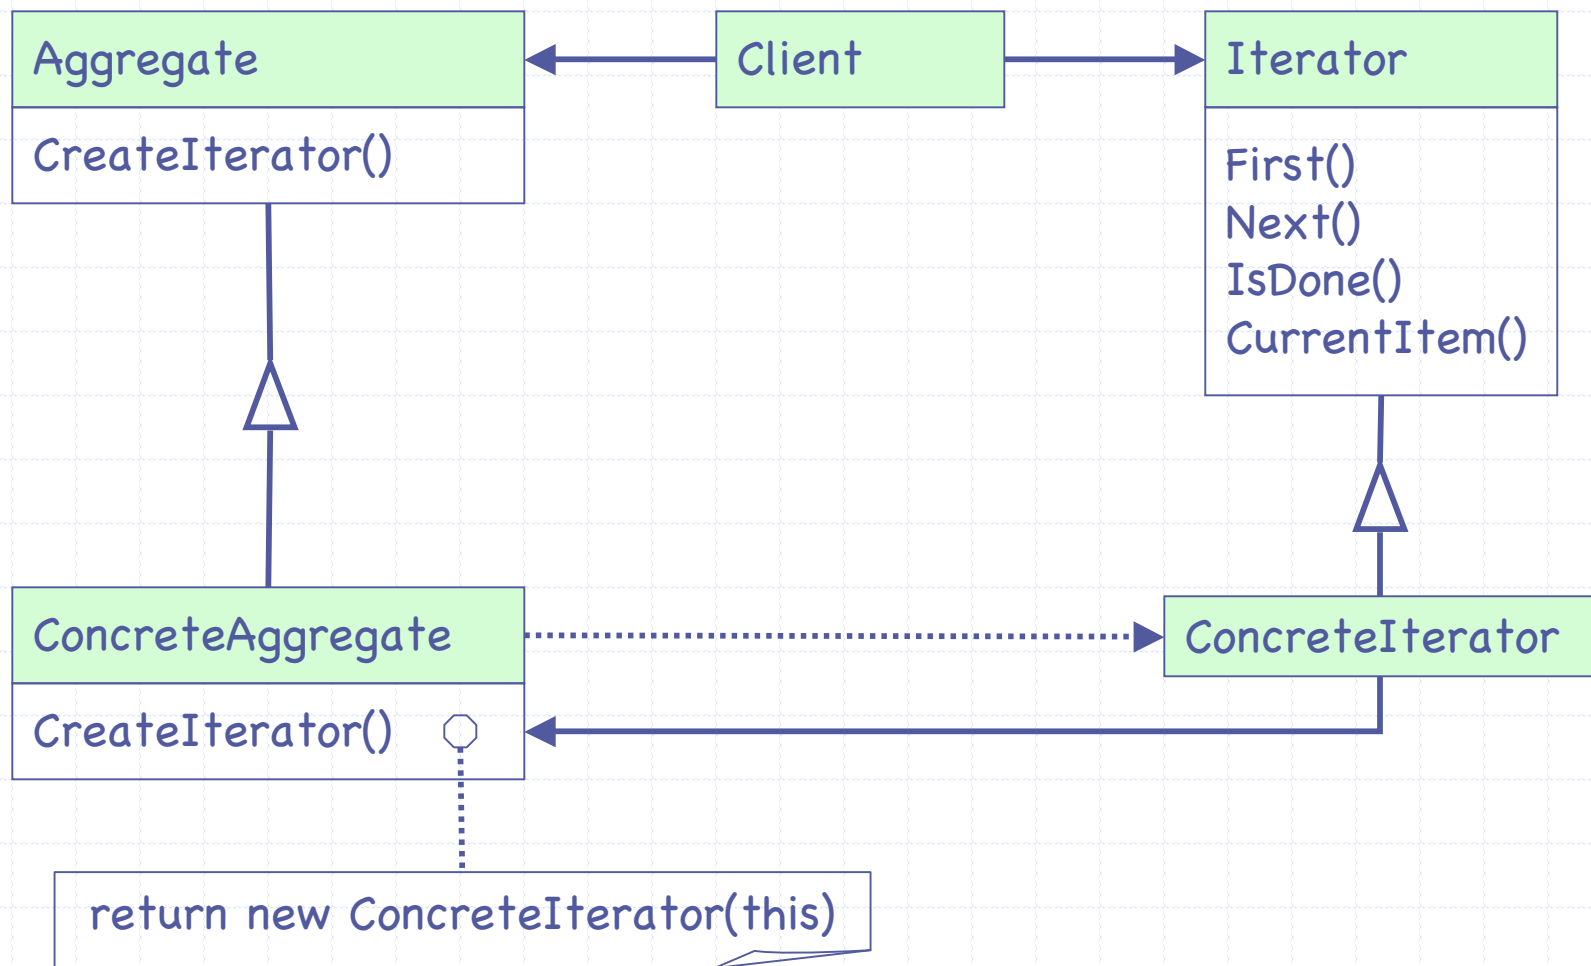 Aggregate
CreateIterator()
Client
Iterator
First()
Next()
IsDone()
CurrentItem()
ConcreteAggregate
CreateIterator()
ConcreteIterator
return new ConcreteIterator(this)